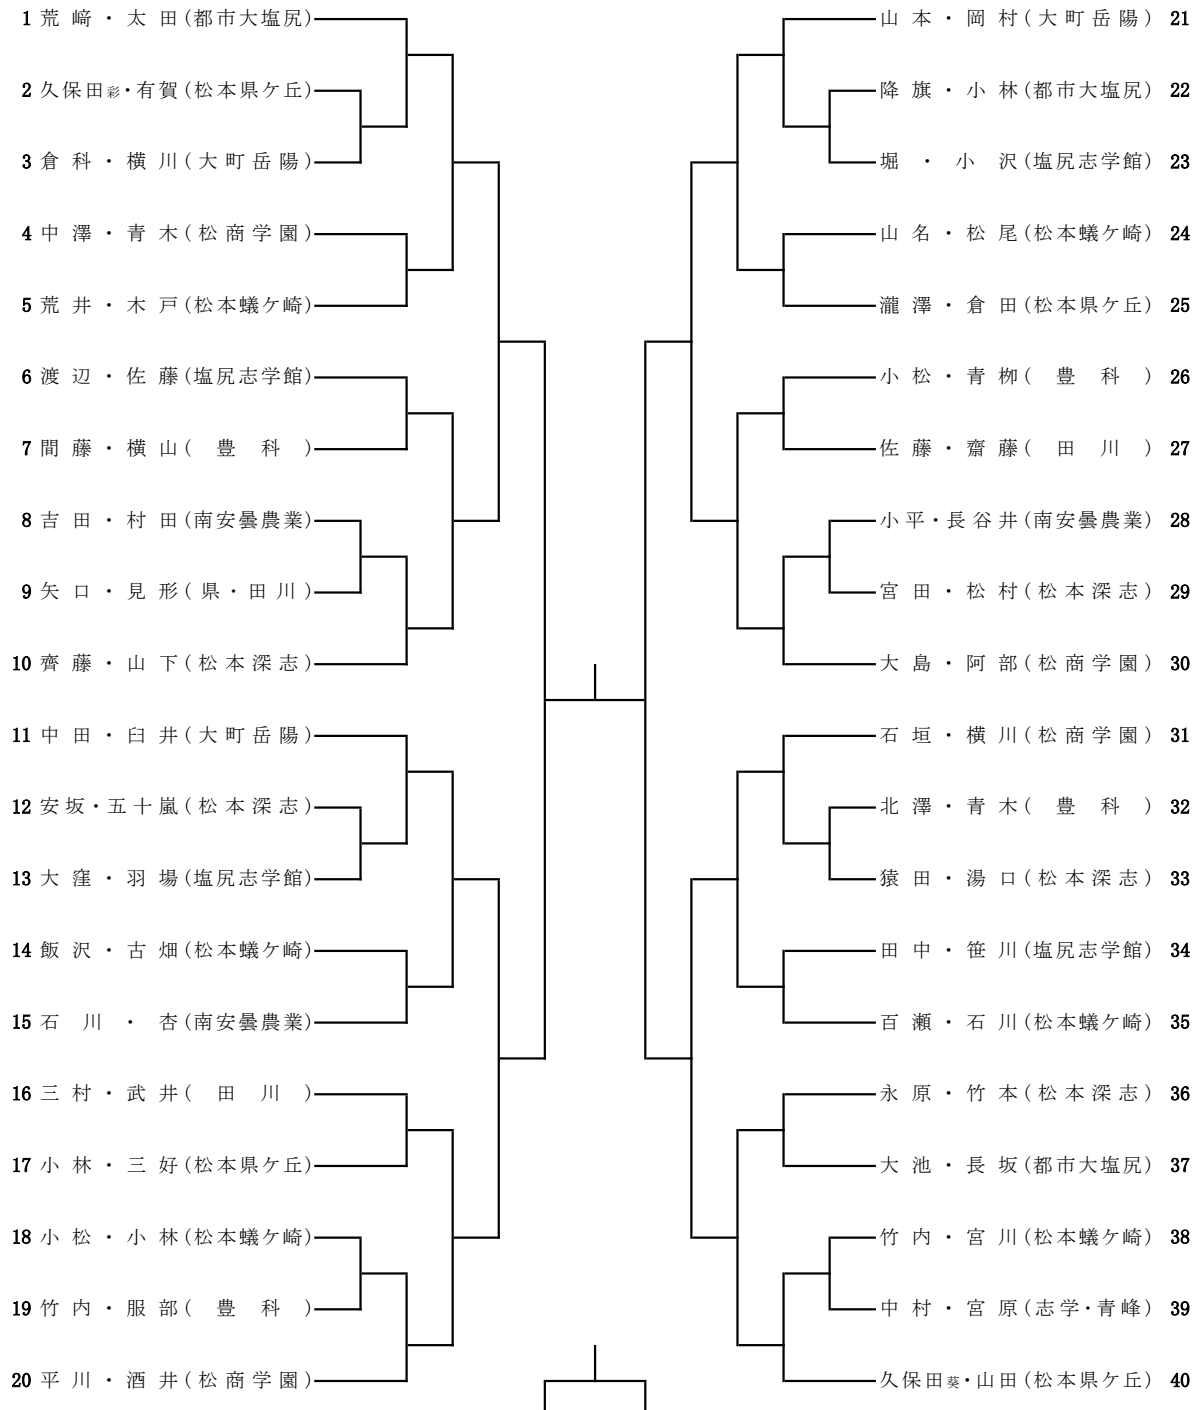 1 荒﨑・太田(都市大塩尻)
2 久保田彩・有賀(松本県ケ丘)
3 倉科・横川(大町岳陽)
4 中澤・青木(松商学園)
5 荒井・木戸(松本蟻ケ崎)
6 渡辺・佐藤(塩尻志学館)
7 間藤・横山(豊科)
8 吉田・村田(南安曇農業)
9 矢口・見形(県・田川)
10 齊藤・山下(松本深志)
11 中田・臼井(大町岳陽)
12 安坂・五十嵐(松本深志)
13 大窪・羽場(塩尻志学館)
14 飯沢・古畑(松本蟻ケ崎)
15 石川・杏(南安曇農業)
16 三村・武井(田川)
17 小林・三好(松本県ケ丘)
18 小松・小林(松本蟻ケ崎)
19 竹内・服部(豊科)
20 平川・酒井(松商学園)
山本・岡村(大町岳陽) 21
降旗・小林(都市大塩尻) 22
堀・小沢(塩尻志学館) 23
山名・松尾(松本蟻ケ崎) 24
瀧澤・倉田(松本県ケ丘) 25
小松・青栁(豊科) 26
佐藤・齋藤(田川) 27
小平・長谷井(南安曇農業) 28
宮田・松村(松本深志) 29
大島・阿部(松商学園) 30
石垣・横川(松商学園) 31
北澤・青木(豊科) 32
猿田・湯口(松本深志) 33
田中・笹川(塩尻志学館) 34
百瀬・石川(松本蟻ケ崎) 35
永原・竹本(松本深志) 36
大池・長坂(都市大塩尻) 37
竹内・宮川(松本蟻ケ崎) 38
中村・宮原(志学・青峰) 39
久保田葵・山田(松本県ケ丘) 40